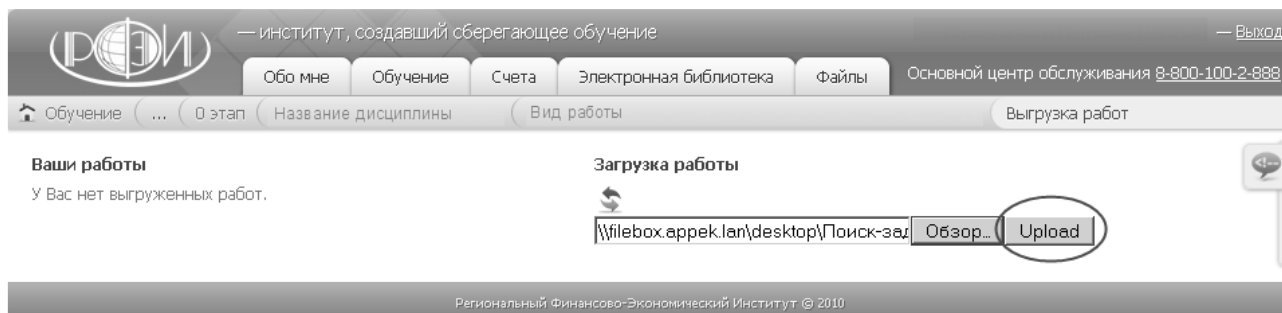 РФЭИ — институт, создавший сберегающее обучение — Выход
Обо мне Обучение Счета Электронная библиотека Файлы Основной центр обслуживания 8-800-100-2-888
Обучение ... 0 этап Название дисциплины Вид работы Выгрузка работ
Ваши работы Загрузка работы
У Вас нет выгруженных работ.
\\filebox.appek.lan\desktop\Поиск-зад Обзор... Upload
Региональный Финансово-Экономический Институт @ 2010